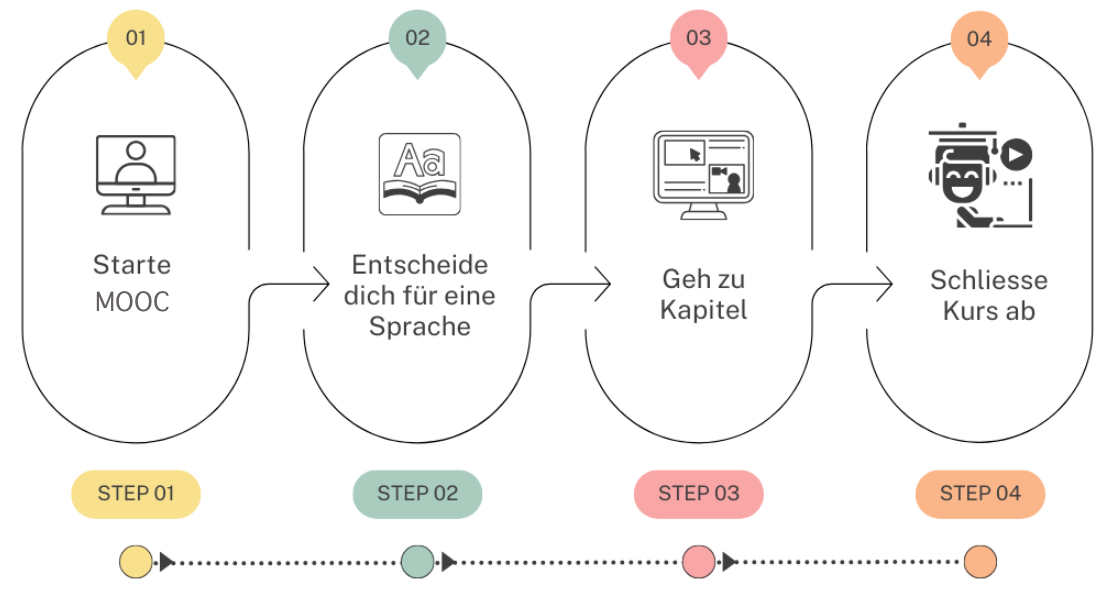 01
02
03
04
Aa
Starte
MOOC
Entscheide
dich für eine
Sprache
Geh zu
Kapitel
Schliesse
Kurs ab
STEP 01
STEP 02
STEP 03
STEP 04